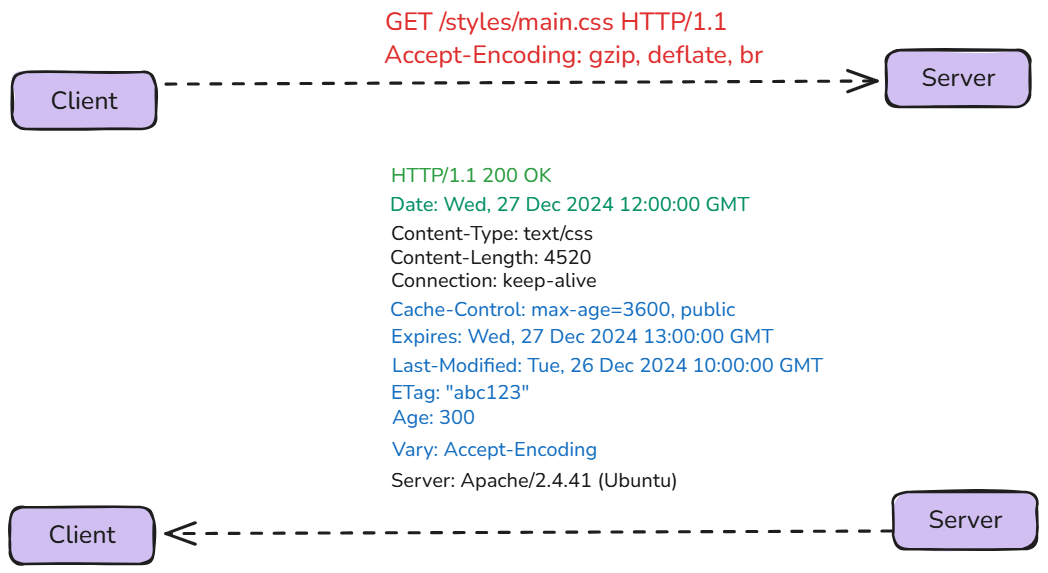 GET /styles/main.css HTTP/1.1
Accept-Encoding: gzip, deflate, br
Client
Server
HTTP/1.1 200 OK
Date: Wed, 27 Dec 2024 12:00:00 GMT
Content-Type: text/css
Content-Length: 4520
Connection: keep-alive
Cache-Control: max-age=3600, public
Expires: Wed, 27 Dec 2024 13:00:00 GMT
Last-Modified: Tue, 26 Dec 2024 10:00:00 GMT
ETag: "abc123"
Age: 300
Vary: Accept-Encoding
Server: Apache/2.4.41 (Ubuntu)
Client
Server